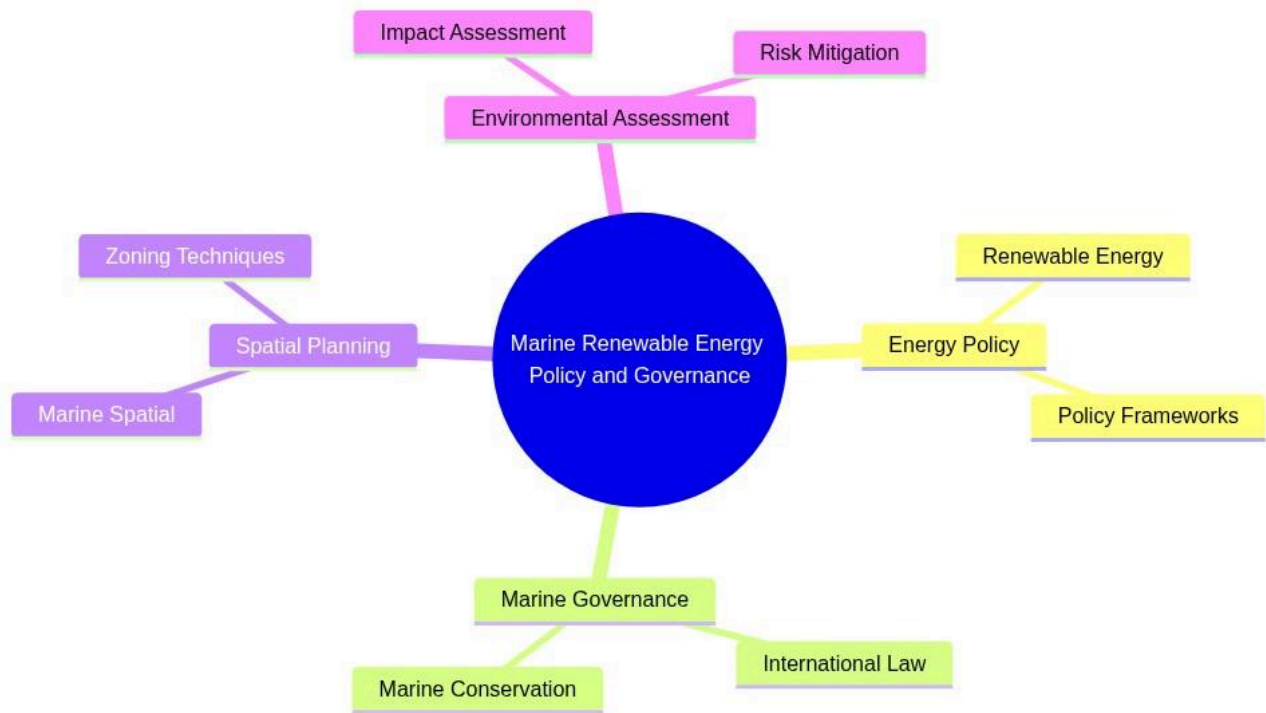 Impact Assessment
Risk Mitigation
Environmental Assessment
Zoning Techniques
Renewable Energy
Spatial Planning
Marine Renewable Energy
Policy and Governance
Energy Policy
Marine Spatial
Policy Frameworks
Marine Governance
International Law
Marine Conservation